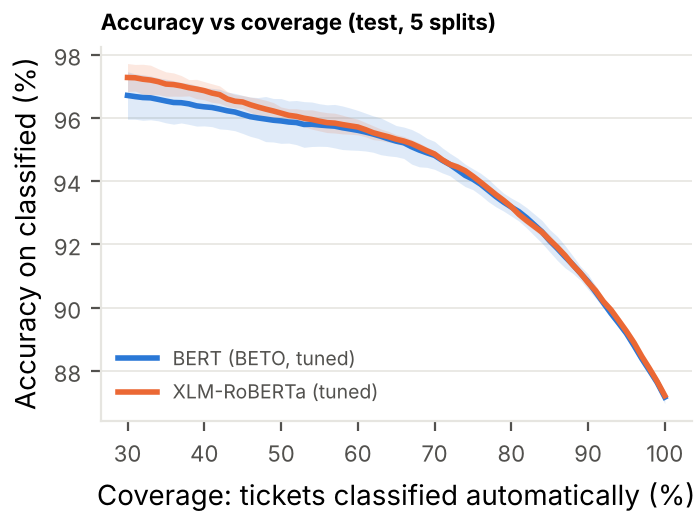 Accuracy vs coverage (test, 5 splits)
Accuracy on classified (%)
98
96
94
92
90
88
BERT (BETO, tuned)
XLM-RoBERTa (tuned)
30 40 50 60 70 80 90 100
Coverage: tickets classified automatically (%)